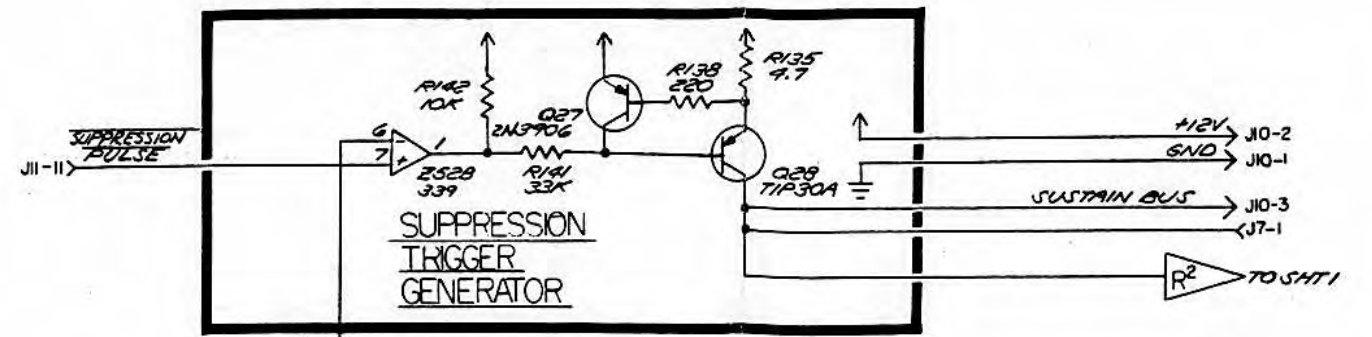 R135
4.7
R138
220
R142
10K
Q27
2N3906
SUPPRESSION
PULSE
J11-11
6
-
7
+
1
Z52B
339
R141
33K
Q28
TIP30A
+12V
J10-2
GND
J10-1
SUSTAIN BUS
J10-3
J7-1
SUPPRESSION
TRIGGER
GENERATOR
R²
TO SHT 1